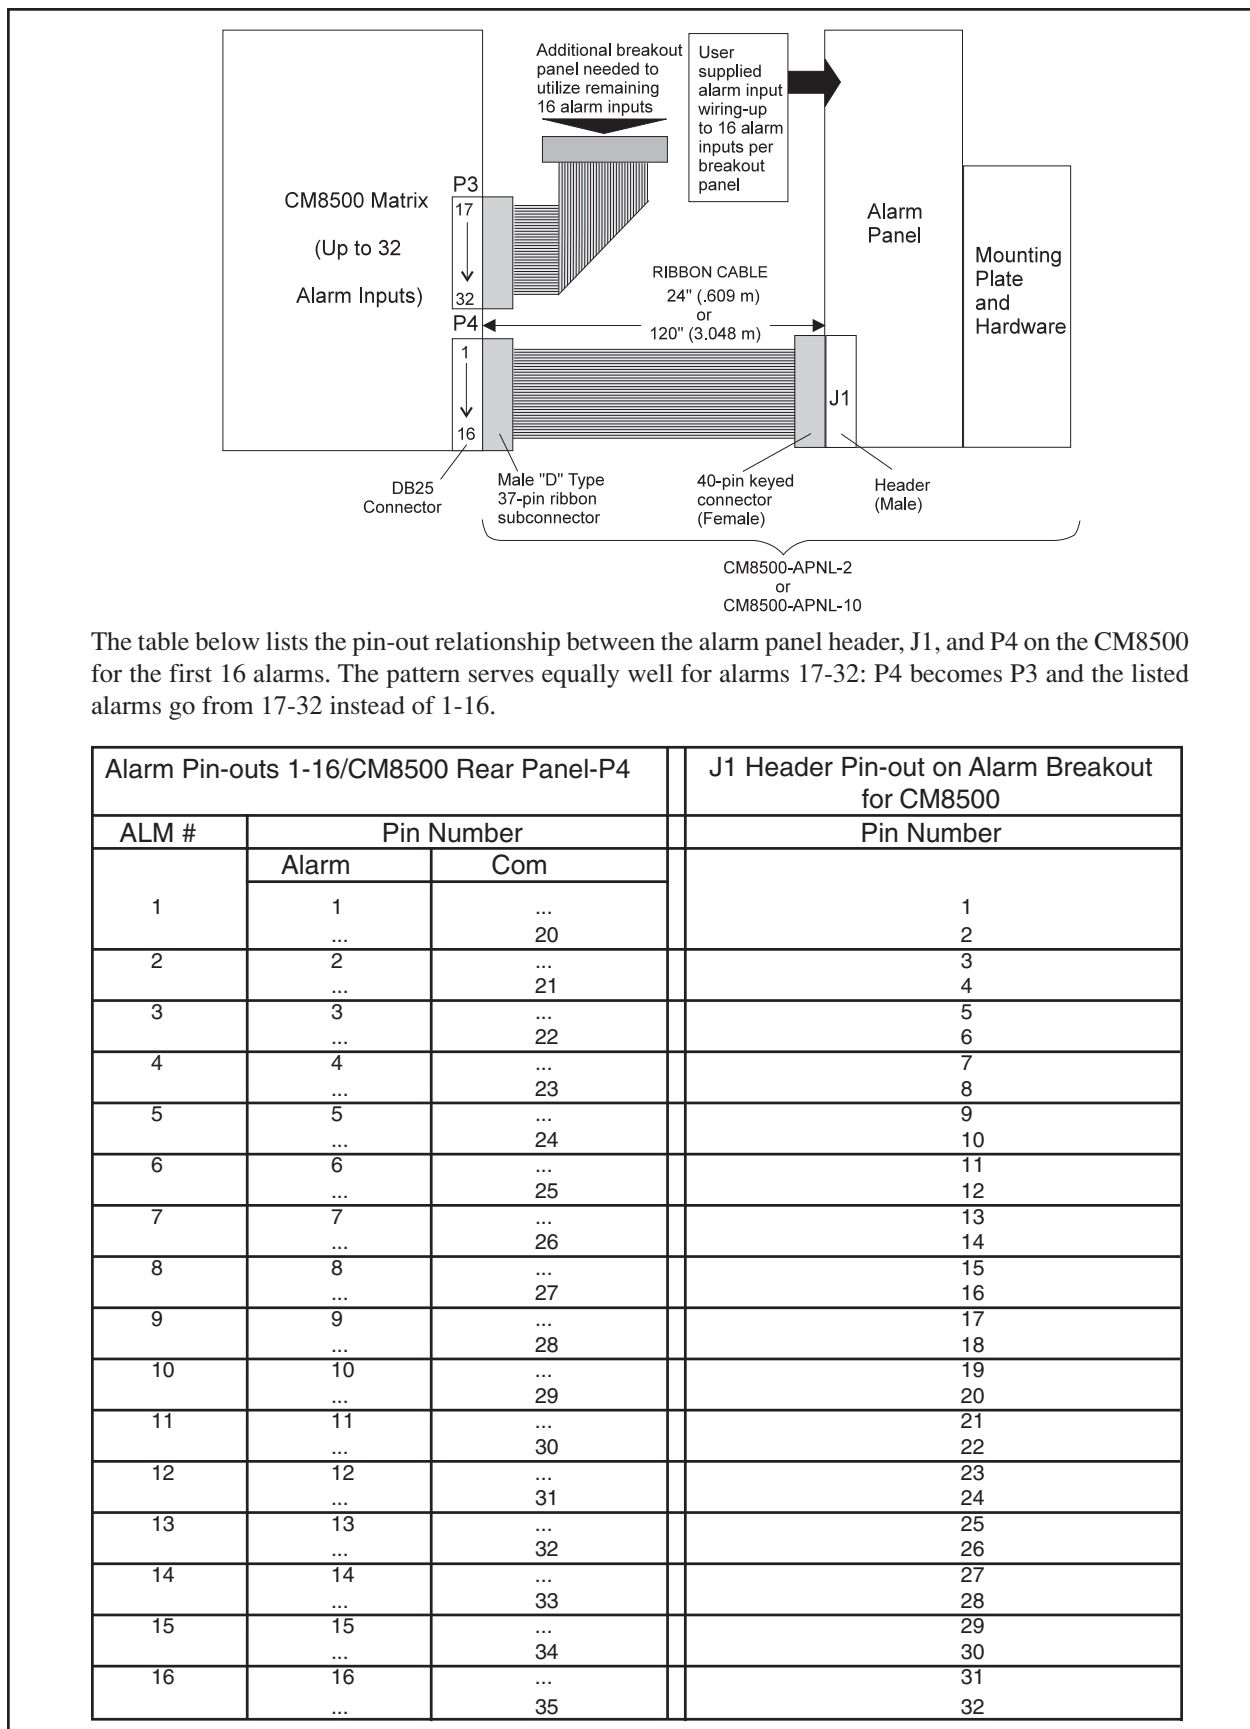 Additional breakout
panel needed to
utilize remaining
16 alarm inputs
User
supplied
alarm input
wiring-up
to 16 alarm
inputs per
breakout
panel
P3
17
32
CM8500 Matrix
(Up to 32
Alarm Inputs)
Alarm
Panel
Mounting
Plate
and
Hardware
RIBBON CABLE
24" (.609 m)
or
120" (3.048 m)
P4
1
16
J1
DB25
Connector
Male "D" Type
37-pin ribbon
subconnector
40-pin keyed
connector
(Female)
Header
(Male)
CM8500-APNL-2
or
CM8500-APNL-10
The table below lists the pin-out relationship between the alarm panel header, J1, and P4 on the CM8500
for the first 16 alarms. The pattern serves equally well for alarms 17-32: P4 becomes P3 and the listed
alarms go from 17-32 instead of 1-16.
Alarm Pin-outs 1-16/CM8500 Rear Panel-P4
J1 Header Pin-out on Alarm Breakout
for CM8500
ALM # Pin Number Pin Number
Alarm Com
1 1 ... 1
... 20 2
2 2 ... 3
... 21 4
3 3 ... 5
... 22 6
4 4 ... 7
... 23 8
5 5 ... 9
... 24 10
6 6 ... 11
... 25 12
7 7 ... 13
... 26 14
8 8 ... 15
... 27 16
9 9 ... 17
... 28 18
10 10 ... 19
... 29 20
11 11 ... 21
... 30 22
12 12 ... 23
... 31 24
13 13 ... 25
... 32 26
14 14 ... 27
... 33 28
15 15 ... 29
... 34 30
16 16 ... 31
... 35 32